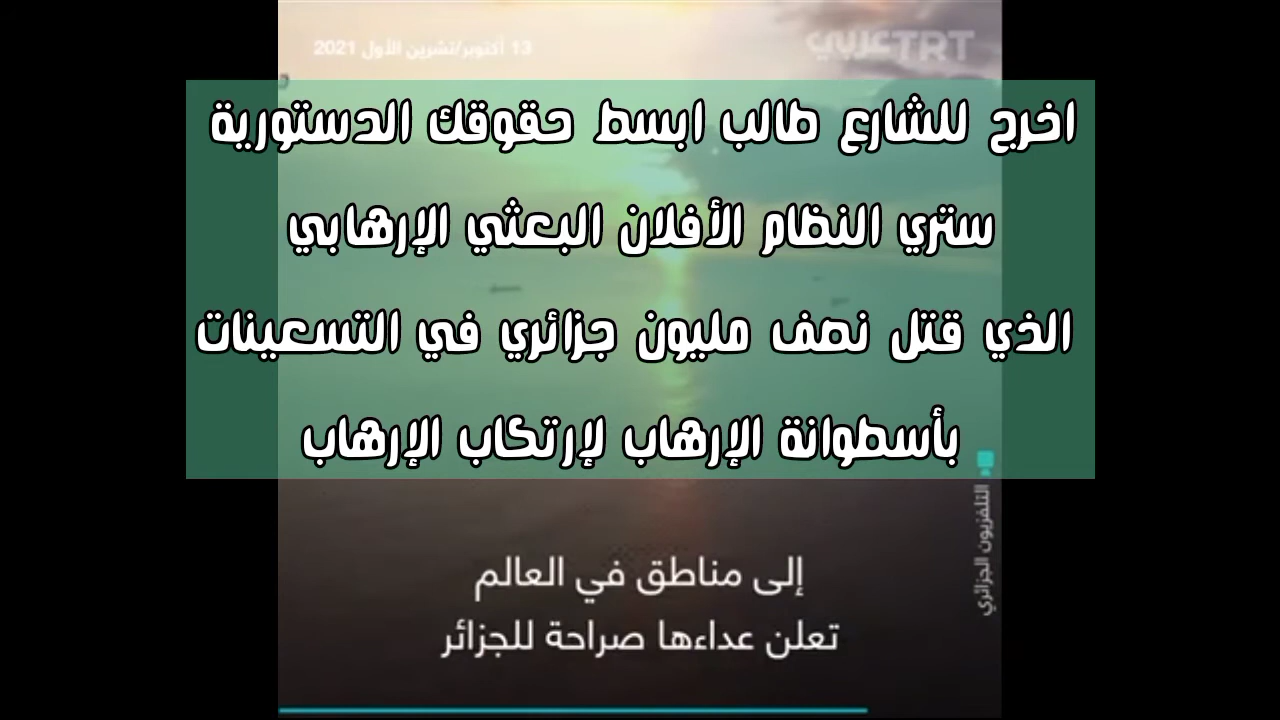 13 أكتوبر/تشرين الأول 2021
TRT عربي
اخرج للشارع طالب ابسط حقوقك الدستورية
ستري النظام الأفلان البعثي الإرهابي
الذي قتل نصف مليون جزائري في التسعينات
بأسطوانة الإرهاب لإرتكاب الإرهاب
التلفزيون الجزائري
إلى مناطق في العالم
تعلن عداءها صراحة للجزائر